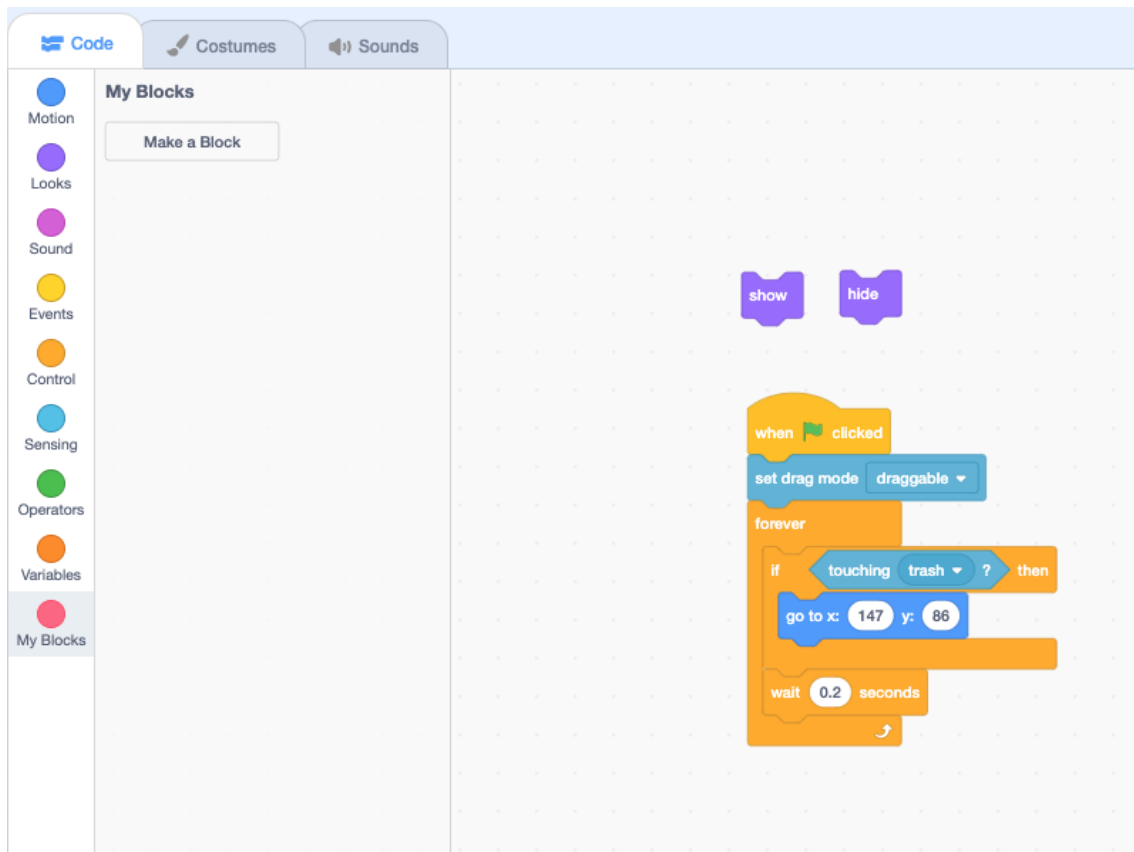 Code Costumes Sounds
Motion
Looks
Sound
Events
Control
Sensing
Operators
Variables
My Blocks
My Blocks
Make a Block
show hide
when clicked
set drag mode draggable
forever
if touching trash ? then
go to x: 147 y: 86
wait 0.2 seconds